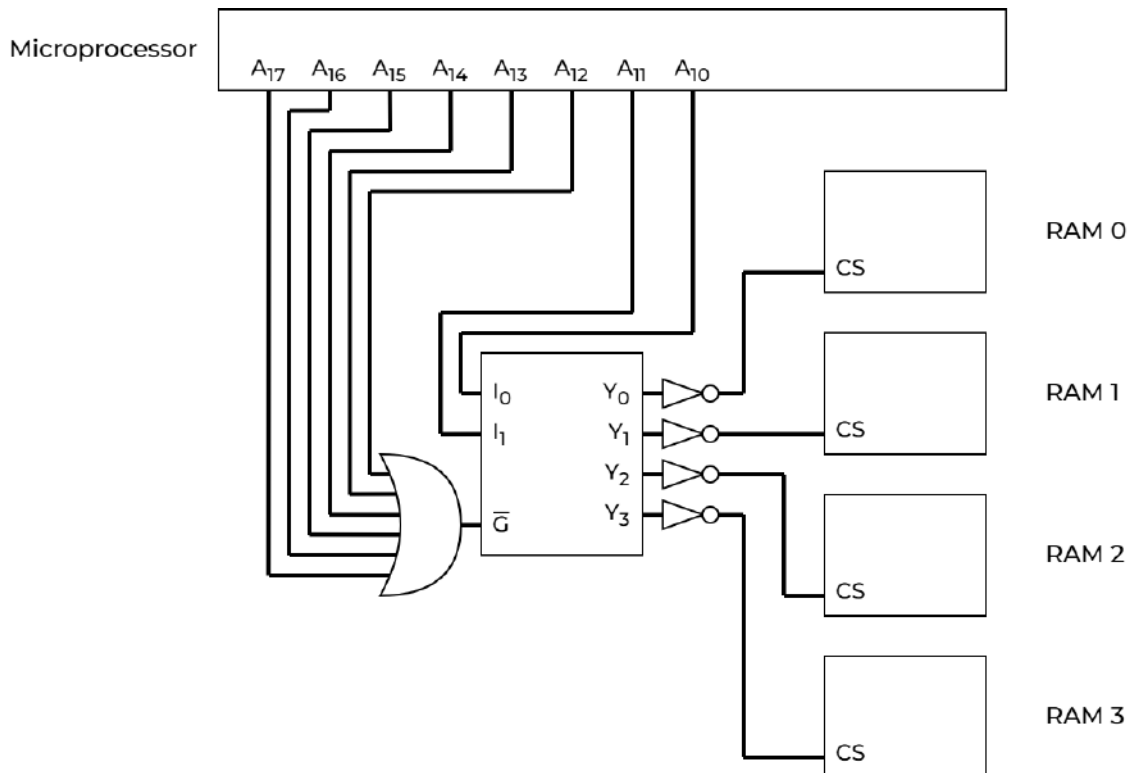 Microprocessor
A17 A16 A15 A14 A13 A12 A11 A10
RAM 0
CS
I0 Y0
RAM 1
I1 Y1
CS
Y2
G̅ Y3
RAM 2
CS
RAM 3
CS